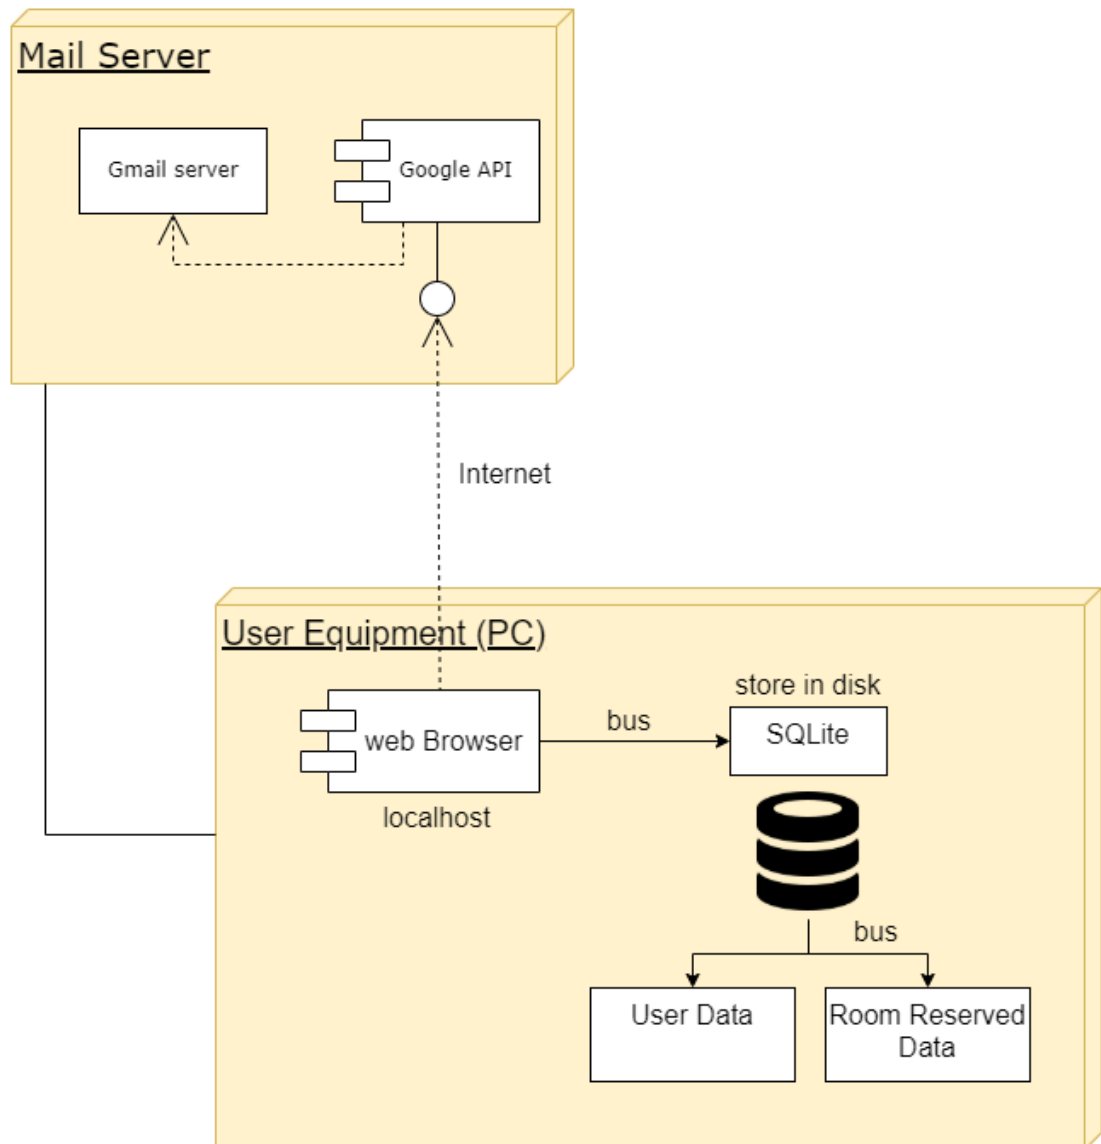 Mail Server
Gmail server
Google API
Internet
User Equipment (PC)
store in disk
bus
SQLite
web Browser
localhost
bus
User Data
Room Reserved
Data